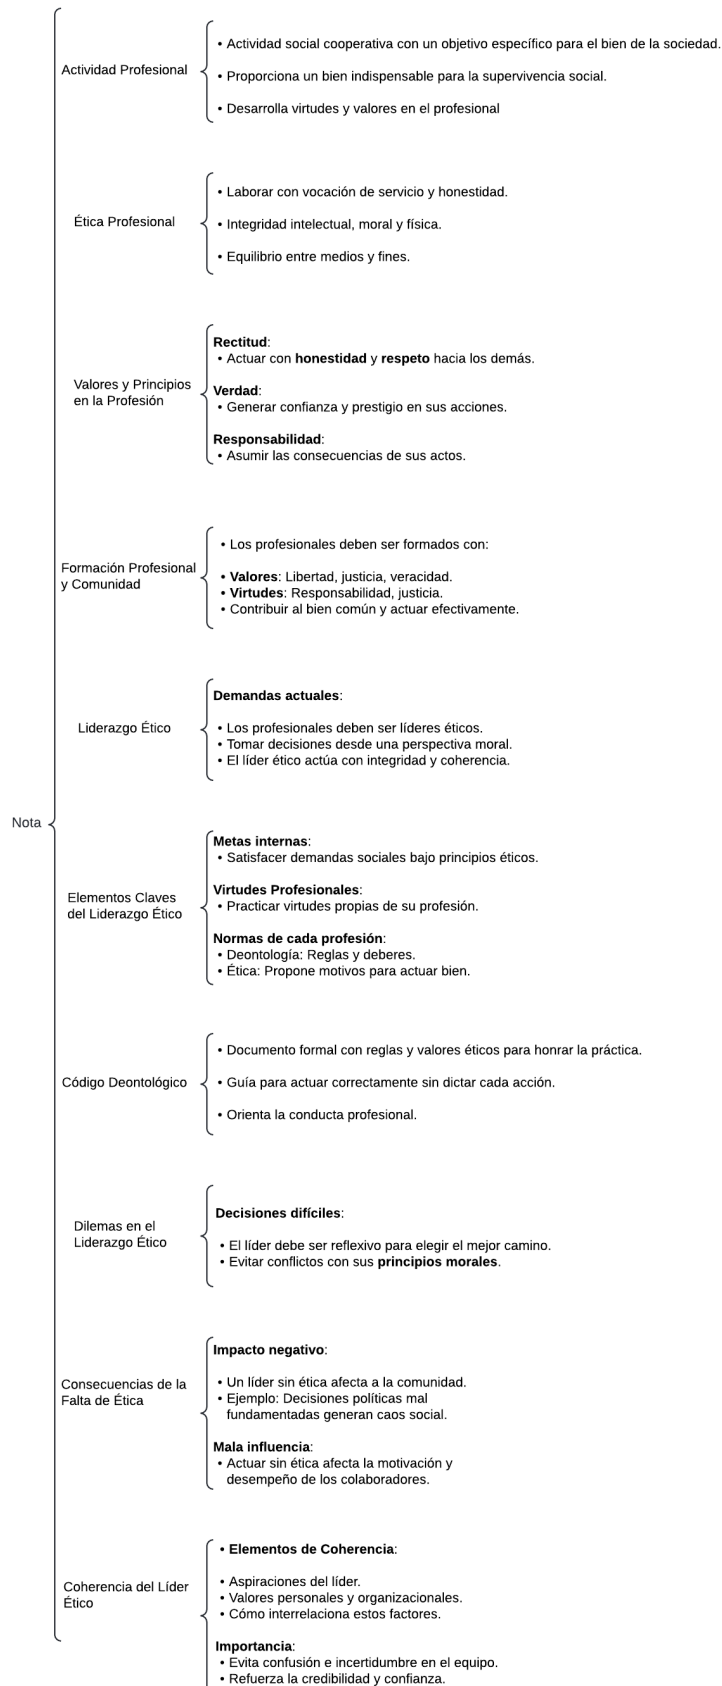 Actividad Profesional
• Actividad social cooperativa con un objetivo específico para el bien de la sociedad.
• Proporciona un bien indispensable para la supervivencia social.
• Desarrolla virtudes y valores en el profesional
Ética Profesional
• Laborar con vocación de servicio y honestidad.
• Integridad intelectual, moral y física.
• Equilibrio entre medios y fines.
Valores y Principios
en la Profesión
Rectitud:
• Actuar con honestidad y respeto hacia los demás.
Verdad:
• Generar confianza y prestigio en sus acciones.
Responsabilidad:
• Asumir las consecuencias de sus actos.
Formación Profesional
y Comunidad
• Los profesionales deben ser formados con:
• Valores: Libertad, justicia, veracidad.
• Virtudes: Responsabilidad, justicia.
• Contribuir al bien común y actuar efectivamente.
Liderazgo Ético
Demandas actuales:
• Los profesionales deben ser líderes éticos.
• Tomar decisiones desde una perspectiva moral.
• El líder ético actúa con integridad y coherencia.
Nota
Elementos Claves
del Liderazgo Ético
Metas internas:
• Satisfacer demandas sociales bajo principios éticos.
Virtudes Profesionales:
• Practicar virtudes propias de su profesión.
Normas de cada profesión:
• Deontología: Reglas y deberes.
• Ética: Propone motivos para actuar bien.
Código Deontológico
• Documento formal con reglas y valores éticos para honrar la práctica.
• Guía para actuar correctamente sin dictar cada acción.
• Orienta la conducta profesional.
Dilemas en el
Liderazgo Ético
Decisiones difíciles:
• El líder debe ser reflexivo para elegir el mejor camino.
• Evitar conflictos con sus principios morales.
Consecuencias de la
Falta de Ética
Impacto negativo:
• Un líder sin ética afecta a la comunidad.
• Ejemplo: Decisiones políticas mal
fundamentadas generan caos social.
Mala influencia:
• Actuar sin ética afecta la motivación y
desempeño de los colaboradores.
Coherencia del Líder
Ético
• Elementos de Coherencia:
• Aspiraciones del líder.
• Valores personales y organizacionales.
• Cómo interrelaciona estos factores.
Importancia:
• Evita confusión e incertidumbre en el equipo.
• Refuerza la credibilidad y confianza.